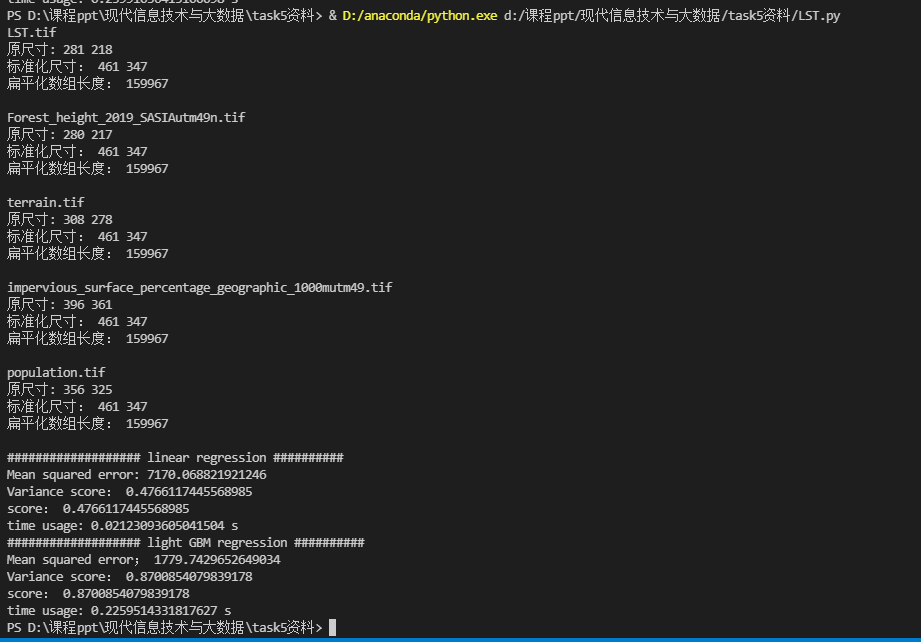 PS D:\课程ppt\现代信息技术与大数据\task5资料> & D:/anaconda/python.exe d:/课程ppt/现代信息技术与大数据/task5资料/LST.py
LST.tif
原尺寸: 281 218
标准化尺寸： 461 347
扁平化数组长度： 159967
Forest_height_2019_SASIAutm49n.tif
原尺寸: 280 217
标准化尺寸： 461 347
扁平化数组长度： 159967
terrain.tif
原尺寸: 308 278
标准化尺寸： 461 347
扁平化数组长度： 159967
impervious_surface_percentage_geographic_1000mutm49.tif
原尺寸: 396 361
标准化尺寸： 461 347
扁平化数组长度： 159967
population.tif
原尺寸: 356 325
标准化尺寸： 461 347
扁平化数组长度： 159967
################### linear regression ##########
Mean squared error: 7170.068821921246
Variance score： 0.4766117445568985
score： 0.4766117445568985
time usage: 0.02123093605041504 s
################### light GBM regression ##########
Mean squared error； 1779.7429652649034
Variance score： 0.8700854079839178
score： 0.8700854079839178
time usage: 0.2259514331817627 s
PS D:\课程ppt\现代信息技术与大数据\task5资料>